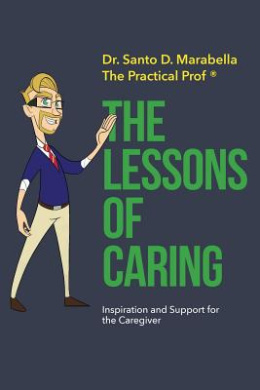 Dr. Santo D. Marabella
The Practical Prof ®
THE
LESSONS
OF
CARING
Inspiration and Support for
the Caregiver